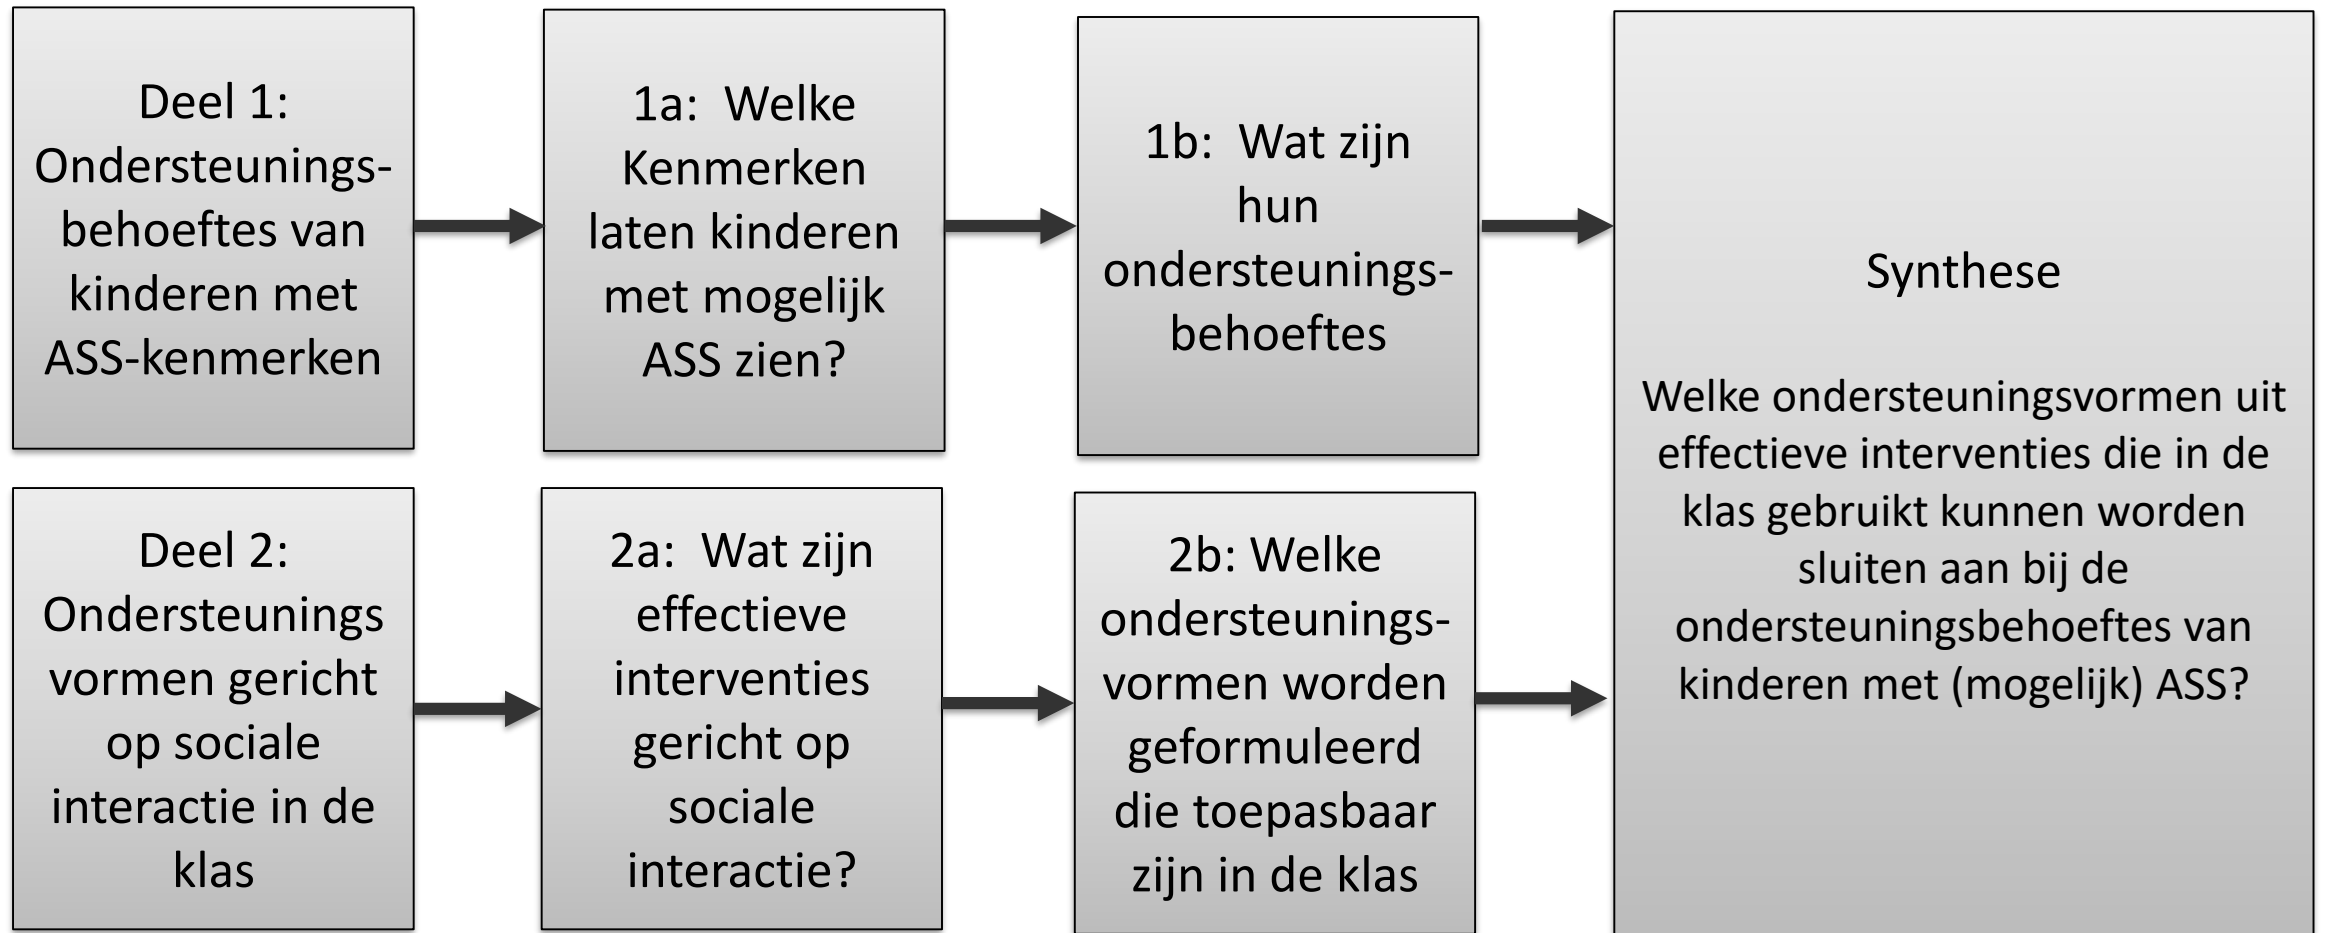 Deel 1:
Ondersteunings-
behoeftes van
kinderen met
ASS-kenmerken
1a:  Welke
Kenmerken
laten kinderen
met mogelijk
ASS zien?
1b:  Wat zijn
hun
ondersteunings-
behoeftes
Synthese
Welke ondersteuningsvormen uit
effectieve interventies die in de
klas gebruikt kunnen worden
sluiten aan bij de
ondersteuningsbehoeftes van
kinderen met (mogelijk) ASS?
Deel 2:
Ondersteunings
vormen gericht
op sociale
interactie in de
klas
2a:  Wat zijn
effectieve
interventies
gericht op
sociale
interactie?
2b: Welke
ondersteunings-
vormen worden
geformuleerd
die toepasbaar
zijn in de klas